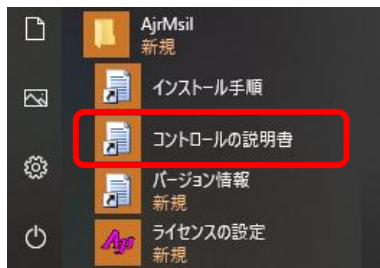 AjrMsil
新規
インストール手順
コントロールの説明書
バージョン情報
新規
Ajr
ライセンスの設定
新規